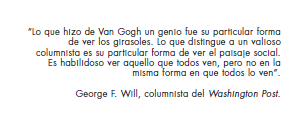 “Lo que hizo de Van Gogh un genio fue su particular forma
de ver los girasoles. Lo que distingue a un valioso
columnista es su particular forma de ver el paisaje social.
Es habilidoso ver aquello que todos ven, pero no en la
misma forma en que todos lo ven”.
George F. Will, columnista del Washington Post.